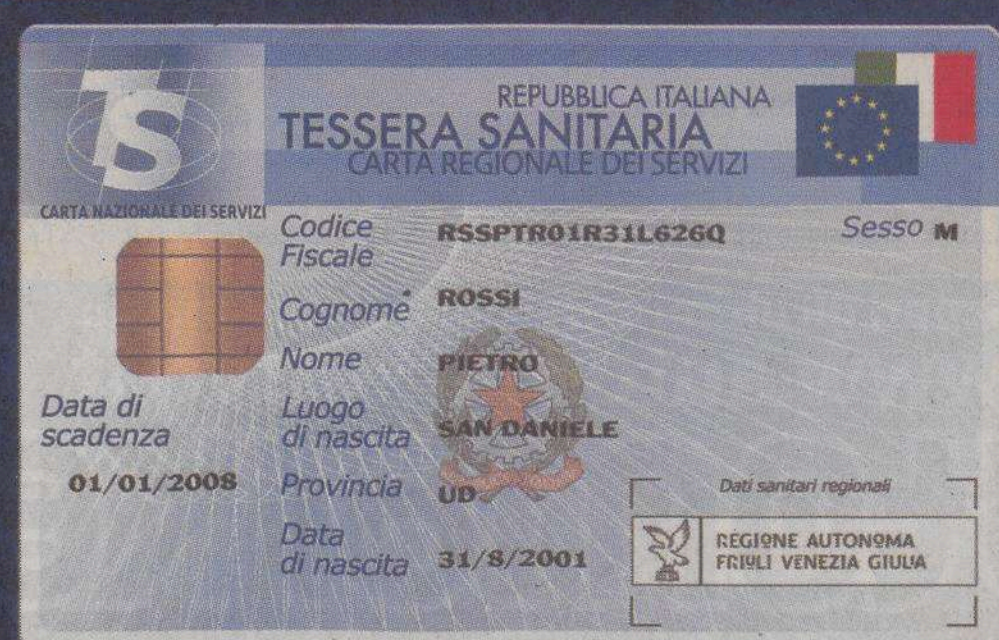 TS
REPUBBLICA ITALIANA
TESSERA SANITARIA
CARTA REGIONALE DEI SERVIZI
CARTA NAZIONALE DEI SERVIZI
Codice
Fiscale
RSSPTR01R31L626Q
Sesso M
Cognome ROSSI
Nome PIETRO
Data di
scadenza
01/01/2008
Luogo
di nascita SAN DANIELE
Provincia UD
Data
di nascita 31/8/2001
Dati sanitari regionali
REGIONE AUTONOMA
FRIULI VENEZIA GIULIA